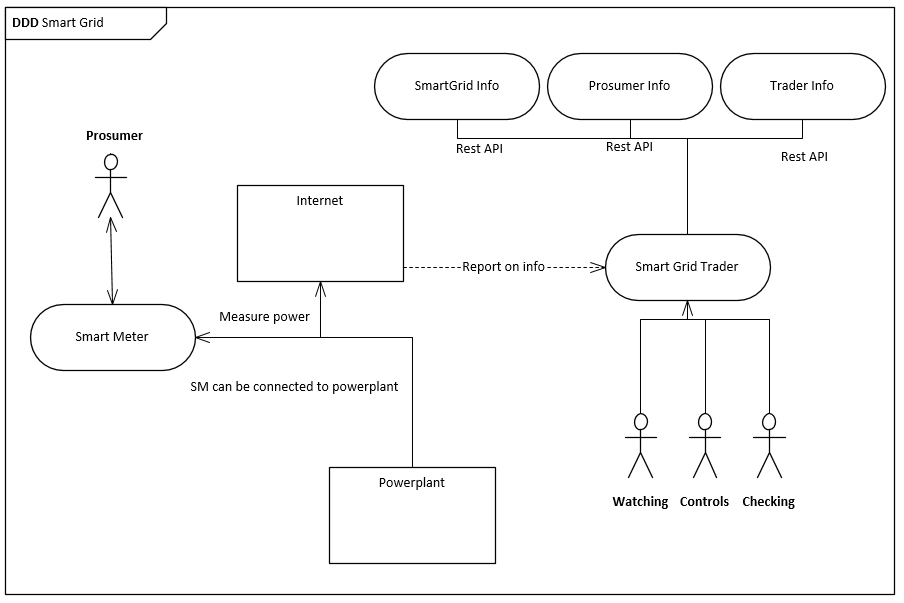 DDD Smart Grid
SmartGrid Info
Prosumer Info
Trader Info
Prosumer
Rest API
Rest API
Rest API
Internet
Report on info
Smart Grid Trader
Measure power
Smart Meter
SM can be connected to powerplant
Powerplant
Watching
Controls
Checking